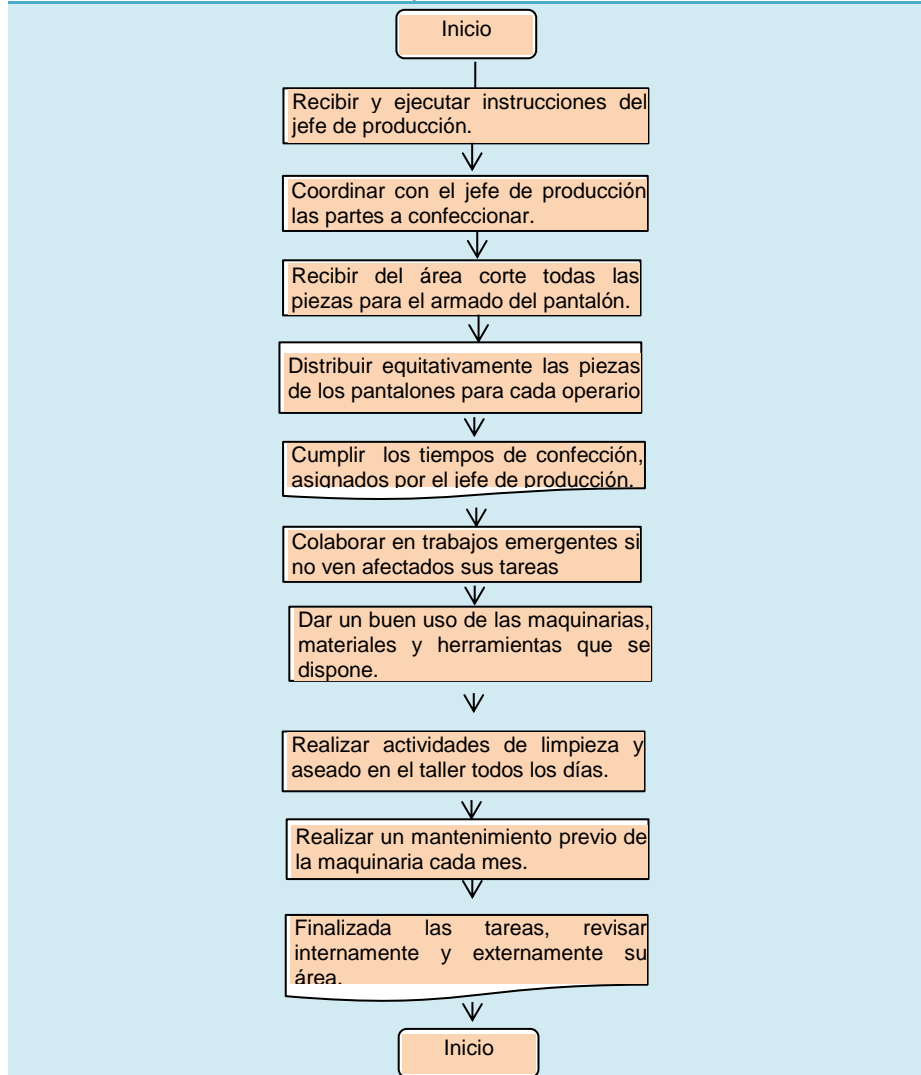 Inicio
Recibir y ejecutar instrucciones del
jefe de producción.
Coordinar con el jefe de producción
las partes a confeccionar.
Recibir del área corte todas las
piezas para el armado del pantalón.
Distribuir equitativamente las piezas
de los pantalones para cada operario
Cumplir los tiempos de confección,
asignados por el jefe de producción.
Colaborar en trabajos emergentes si
no ven afectados sus tareas
Dar un buen uso de las maquinarias,
materiales y herramientas que se
dispone.
Realizar actividades de limpieza y
aseado en el taller todos los días.
Realizar un mantenimiento previo de
la maquinaria cada mes.
Finalizada las tareas, revisar
internamente y externamente su
área.
Inicio